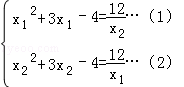 x₁²+3x₁-4=12/x₂⋯ (1)
x₂²+3x₂-4=12/x₁⋯ (2)